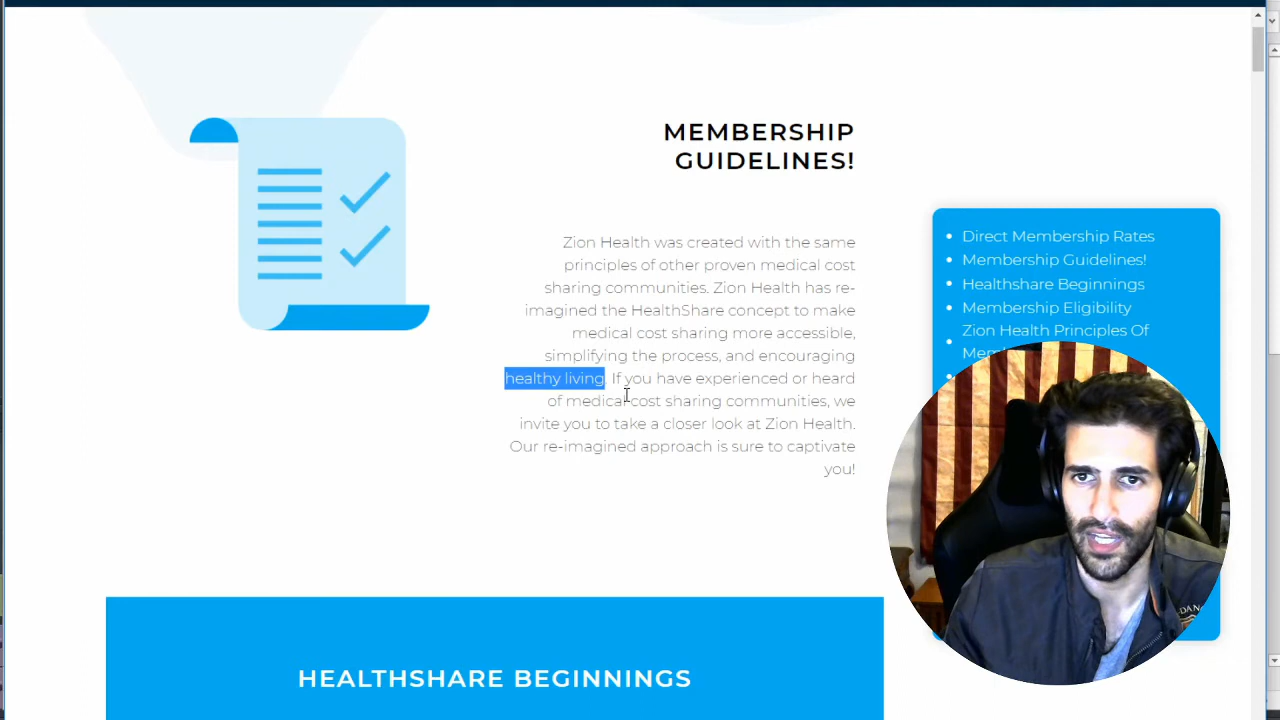 MEMBERSHIP
GUIDELINES!
Zion Health was created with the same
principles of other proven medical cost
sharing communities. Zion Health has re-
imagined the HealthShare concept to make
medical cost sharing more accessible,
simplifying the process, and encouraging
healthy living. If you have experienced or heard
of medical cost sharing communities, we
invite you to take a closer look at Zion Health.
Our re-imagined approach is sure to captivate
you!
Direct Membership Rates
Membership Guidelines!
Healthshare Beginnings
Membership Eligibility
Zion Health Principles Of
HEALTHSHARE BEGINNINGS